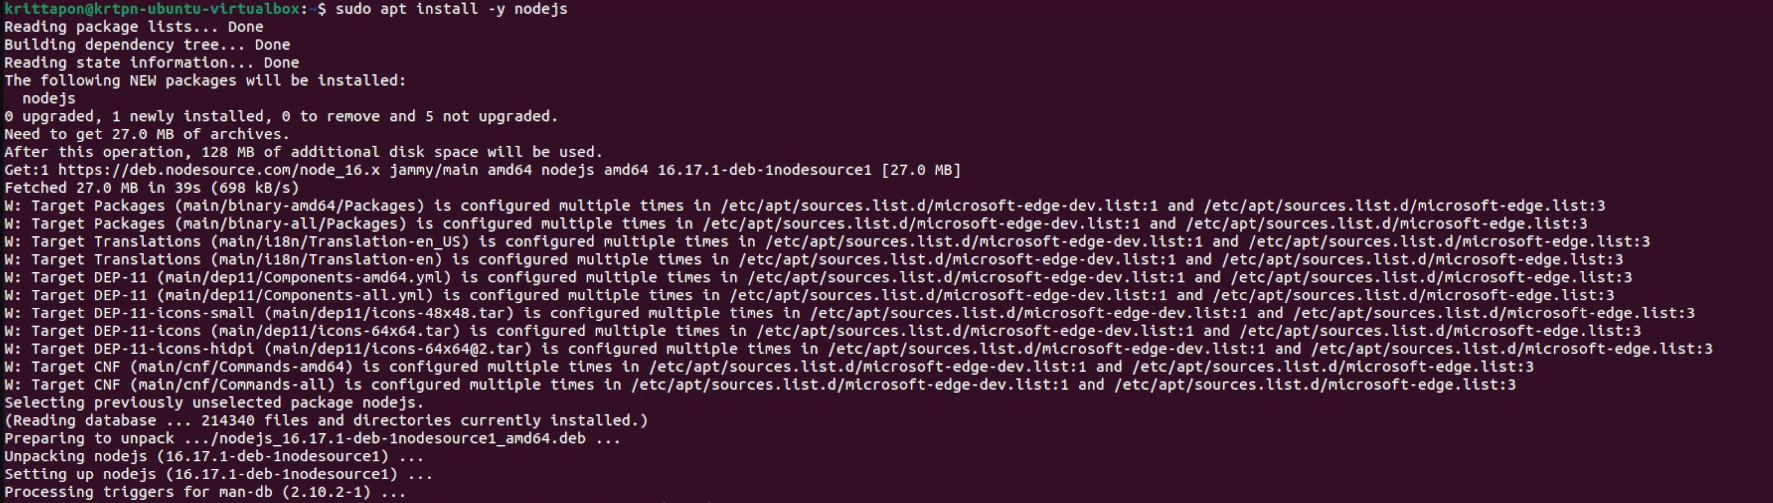 krittapon@krtpn-ubuntu-virtualbox:~$ sudo apt install -y nodejs
Reading package lists... Done
Building dependency tree... Done
Reading state information... Done
The following NEW packages will be installed:
  nodejs
0 upgraded, 1 newly installed, 0 to remove and 5 not upgraded.
Need to get 27.0 MB of archives.
After this operation, 128 MB of additional disk space will be used.
Get:1 https://deb.nodesource.com/node_16.x jammy/main amd64 nodejs amd64 16.17.1-deb-1nodesource1 [27.0 MB]
Fetched 27.0 MB in 39s (698 kB/s)
W: Target Packages (main/binary-amd64/Packages) is configured multiple times in /etc/apt/sources.list.d/microsoft-edge-dev.list:1 and /etc/apt/sources.list.d/microsoft-edge.list:3
W: Target Packages (main/binary-all/Packages) is configured multiple times in /etc/apt/sources.list.d/microsoft-edge-dev.list:1 and /etc/apt/sources.list.d/microsoft-edge.list:3
W: Target Translations (main/i18n/Translation-en_US) is configured multiple times in /etc/apt/sources.list.d/microsoft-edge-dev.list:1 and /etc/apt/sources.list.d/microsoft-edge.list:3
W: Target Translations (main/i18n/Translation-en) is configured multiple times in /etc/apt/sources.list.d/microsoft-edge-dev.list:1 and /etc/apt/sources.list.d/microsoft-edge.list:3
W: Target DEP-11 (main/dep11/Components-amd64.yml) is configured multiple times in /etc/apt/sources.list.d/microsoft-edge-dev.list:1 and /etc/apt/sources.list.d/microsoft-edge.list:3
W: Target DEP-11 (main/dep11/Components-all.yml) is configured multiple times in /etc/apt/sources.list.d/microsoft-edge-dev.list:1 and /etc/apt/sources.list.d/microsoft-edge.list:3
W: Target DEP-11-icons-small (main/dep11/icons-48x48.tar) is configured multiple times in /etc/apt/sources.list.d/microsoft-edge-dev.list:1 and /etc/apt/sources.list.d/microsoft-edge.list:3
W: Target DEP-11-icons (main/dep11/icons-64x64.tar) is configured multiple times in /etc/apt/sources.list.d/microsoft-edge-dev.list:1 and /etc/apt/sources.list.d/microsoft-edge.list:3
W: Target DEP-11-icons-hidpi (main/dep11/icons-64x64@2.tar) is configured multiple times in /etc/apt/sources.list.d/microsoft-edge-dev.list:1 and /etc/apt/sources.list.d/microsoft-edge.list:3
W: Target CNF (main/cnf/Commands-amd64) is configured multiple times in /etc/apt/sources.list.d/microsoft-edge-dev.list:1 and /etc/apt/sources.list.d/microsoft-edge.list:3
W: Target CNF (main/cnf/Commands-all) is configured multiple times in /etc/apt/sources.list.d/microsoft-edge-dev.list:1 and /etc/apt/sources.list.d/microsoft-edge.list:3
Selecting previously unselected package nodejs.
(Reading database ... 214340 files and directories currently installed.)
Preparing to unpack .../nodejs_16.17.1-deb-1nodesource1_amd64.deb ...
Unpacking nodejs (16.17.1-deb-1nodesource1) ...
Setting up nodejs (16.17.1-deb-1nodesource1) ...
Processing triggers for man-db (2.10.2-1) ...